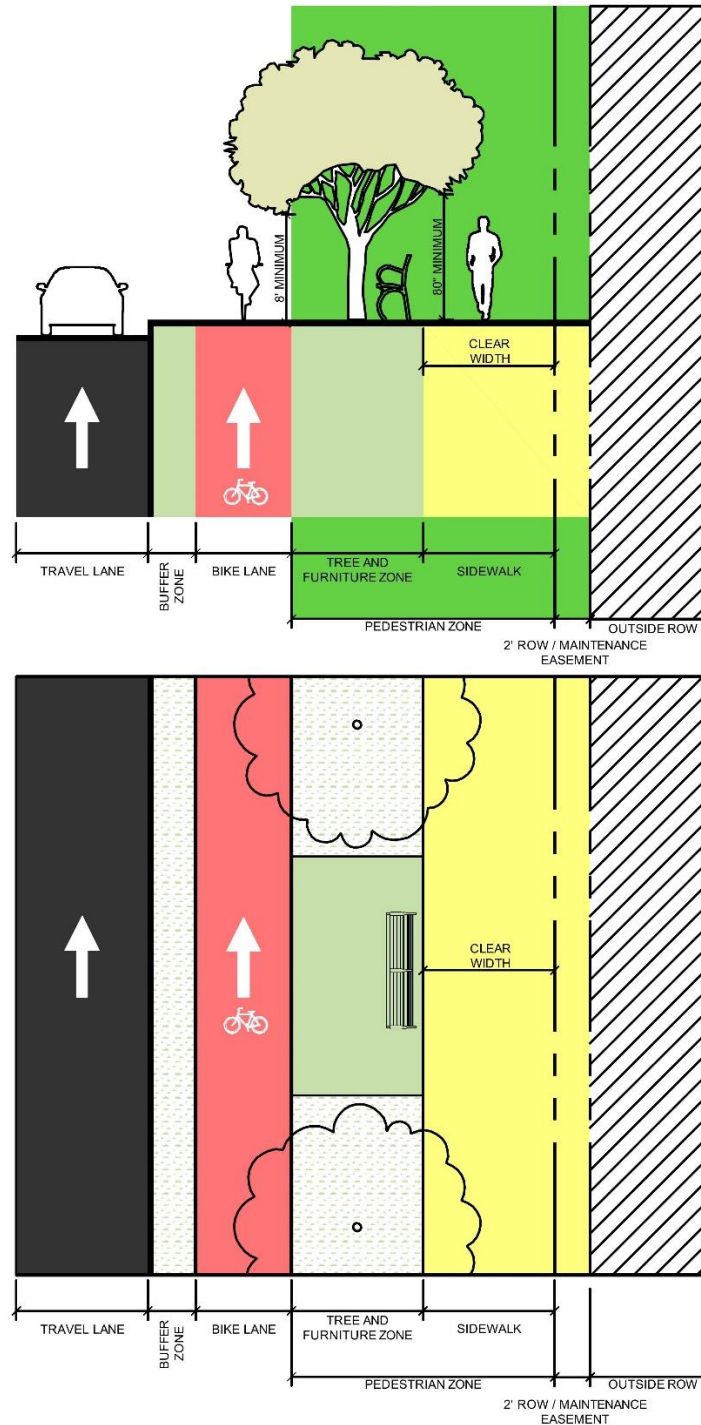 8' MINIMUM
80" MINIMUM
CLEAR
WIDTH
TRAVEL LANE
BUFFER
ZONE
BIKE LANE
TREE AND
FURNITURE ZONE
SIDEWALK
PEDESTRIAN ZONE
OUTSIDE ROW
2' ROW / MAINTENANCE
EASEMENT
CLEAR
WIDTH
TRAVEL LANE
BUFFER
ZONE
BIKE LANE
TREE AND
FURNITURE ZONE
SIDEWALK
PEDESTRIAN ZONE
OUTSIDE ROW
2' ROW / MAINTENANCE
EASEMENT